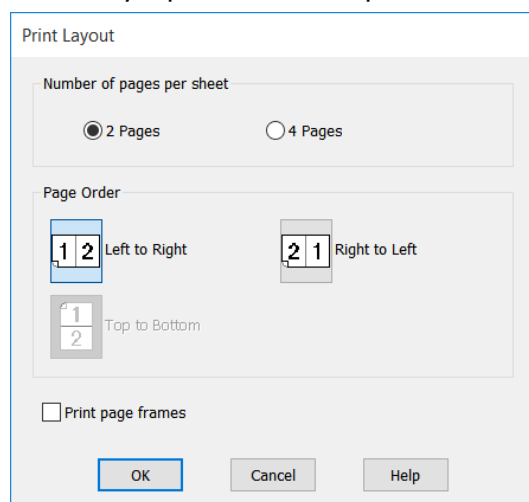 Print Layout
Number of pages per sheet
2 Pages
4 Pages
Page Order
1 2 Left to Right
2 1 Right to Left
1
2
Top to Bottom
Print page frames
OK
Cancel
Help